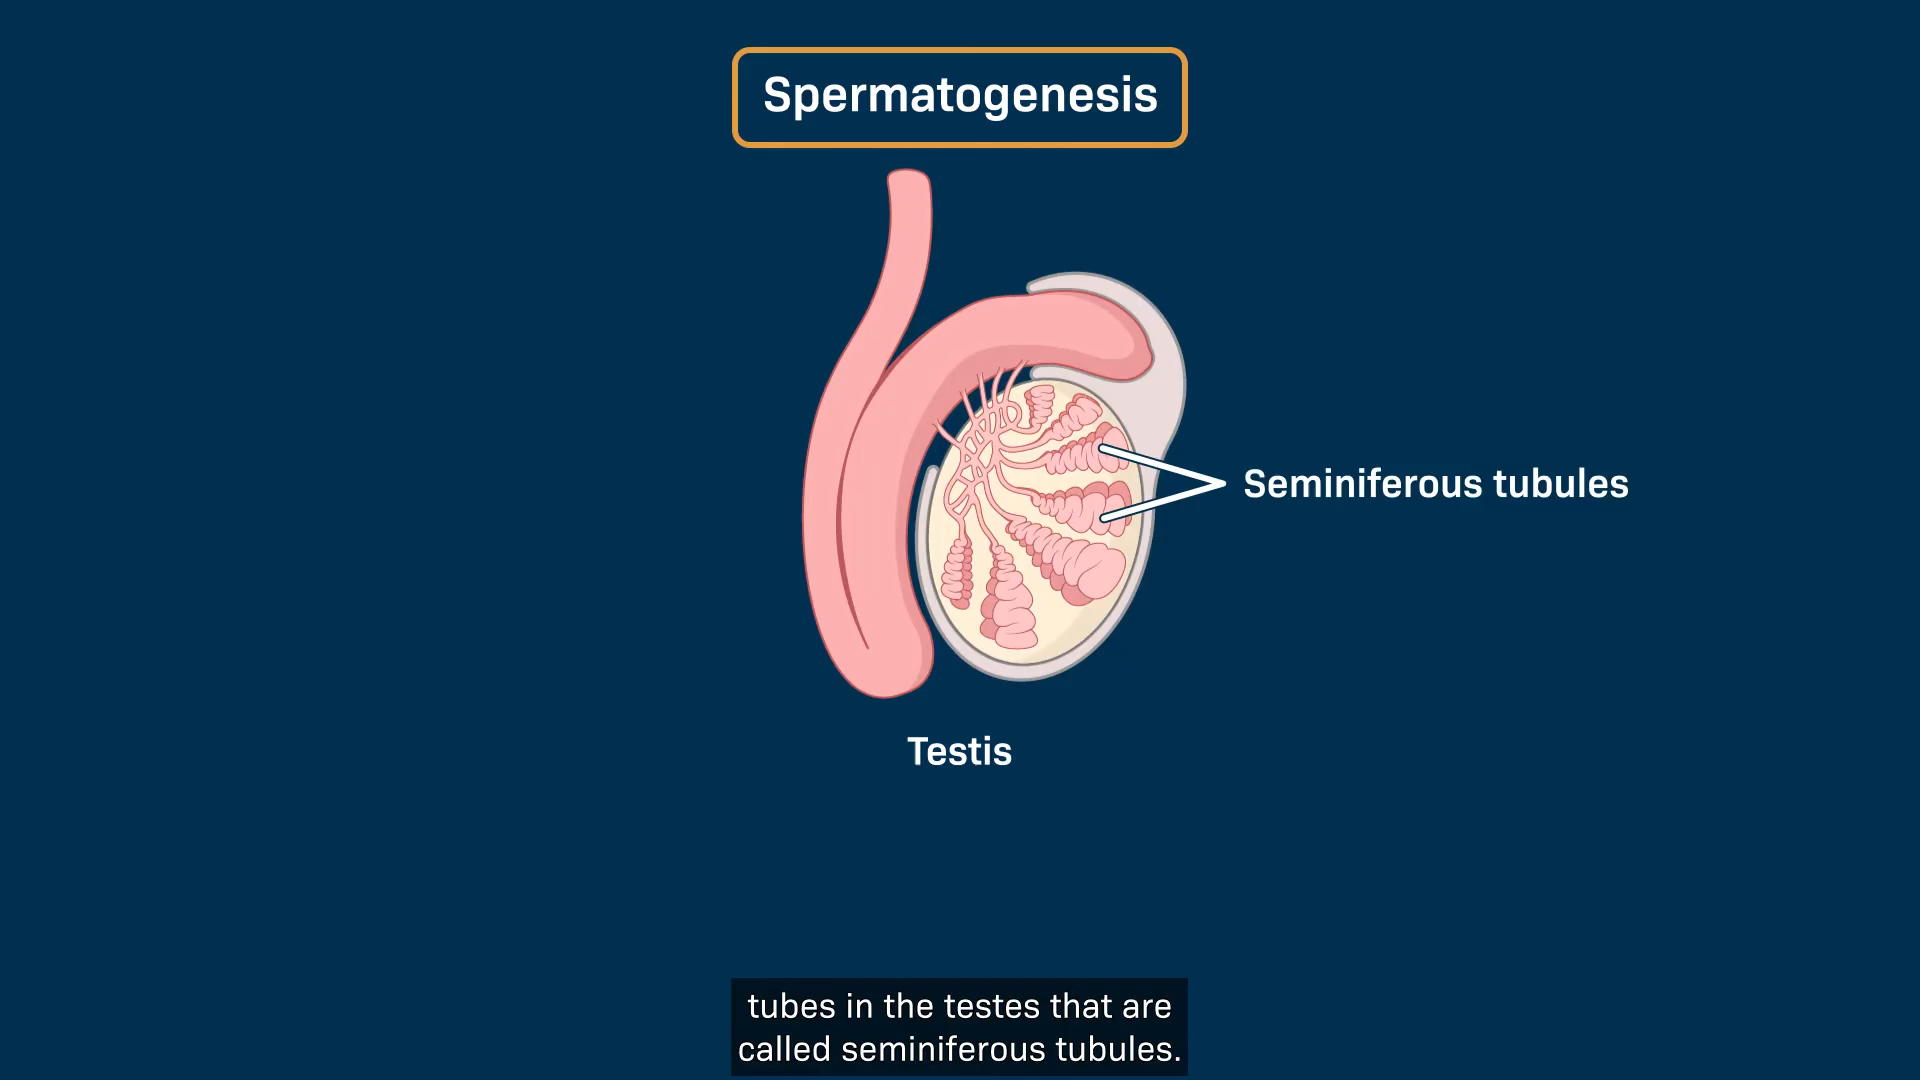 Spermatogenesis
Seminiferous tubules
Testis
tubes in the testes that are
called seminiferous tubules.